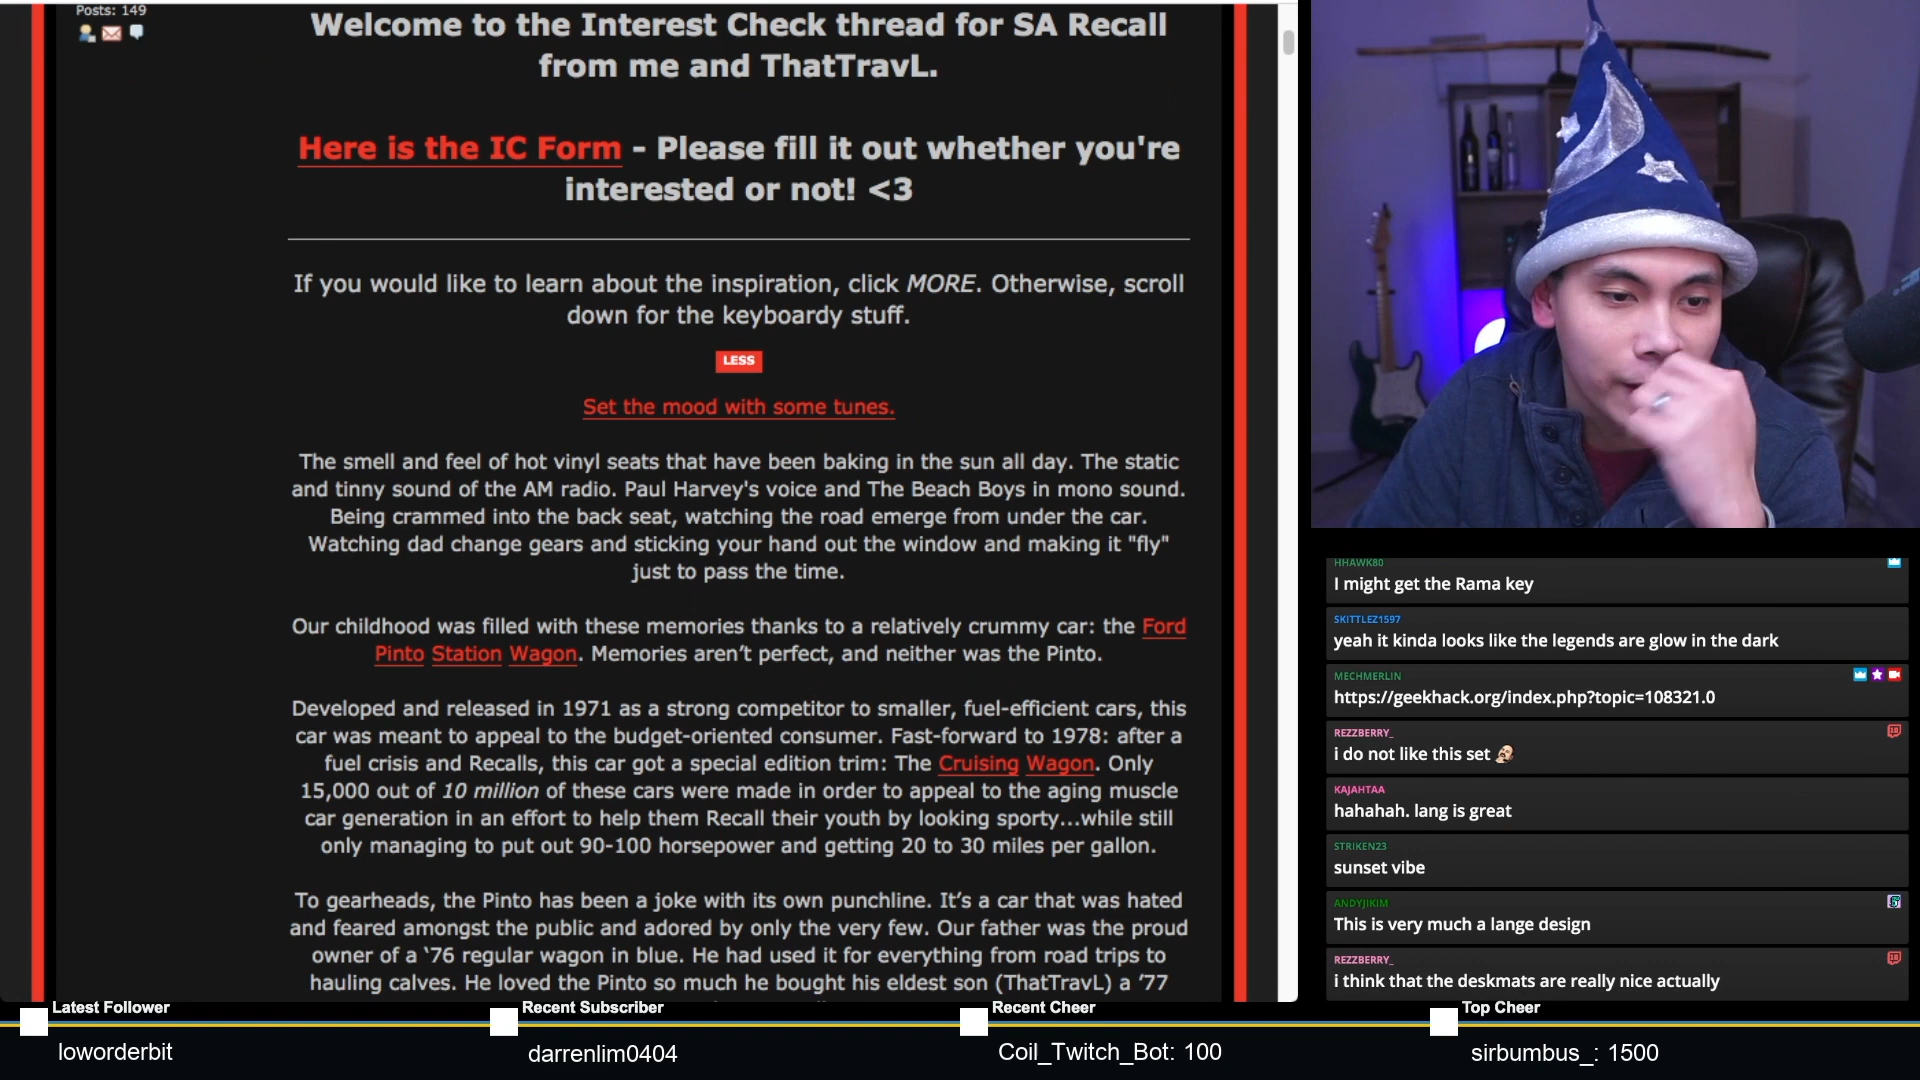 Posts: 149
Welcome to the Interest Check thread for SA Recall
from me and ThatTravL.
Here is the IC Form - Please fill it out whether you're
interested or not! <3
If you would like to learn about the inspiration, click MORE. Otherwise, scroll
down for the keyboardy stuff.
LESS
Set the mood with some tunes.
The smell and feel of hot vinyl seats that have been baking in the sun all day. The static
and tinny sound of the AM radio. Paul Harvey's voice and The Beach Boys in mono sound.
Being crammed into the back seat, watching the road emerge from under the car.
Watching dad change gears and sticking your hand out the window and making it "fly"
just to pass the time.
Our childhood was filled with these memories thanks to a relatively crummy car: the Ford
Pinto Station Wagon. Memories aren’t perfect, and neither was the Pinto.
Developed and released in 1971 as a strong competitor to smaller, fuel-efficient cars, this
car was meant to appeal to the budget-oriented consumer. Fast-forward to 1978: after a
fuel crisis and Recalls, this car got a special edition trim: The Cruising Wagon. Only
15,000 out of 10 million of these cars were made in order to appeal to the aging muscle
car generation in an effort to help them Recall their youth by looking sporty...while still
only managing to put out 90-100 horsepower and getting 20 to 30 miles per gallon.
To gearheads, the Pinto has been a joke with its own punchline. It’s a car that was hated
and feared amongst the public and adored by only the very few. Our father was the proud
owner of a ‘76 regular wagon in blue. He had used it for everything from road trips to
hauling calves. He loved the Pinto so much he bought his eldest son (ThatTravL) a ’77
HHAWK80
I might get the Rama key
SKITTLEZ1597
yeah it kinda looks like the legends are glow in the dark
MECHMERLIN
https://geekhack.org/index.php?topic=108321.0
REZZBERRY_
i do not like this set
KAJAHTAA
hahahah. lang is great
STRIKEN23
sunset vibe
ANDYJIKIM
This is very much a lange design
REZZBERRY_
i think that the deskmats are really nice actually
Latest Follower
loworderbit
Recent Subscriber
darrenlim0404
Recent Cheer
Coil_Twitch_Bot: 100
Top Cheer
sirbumbus_: 1500